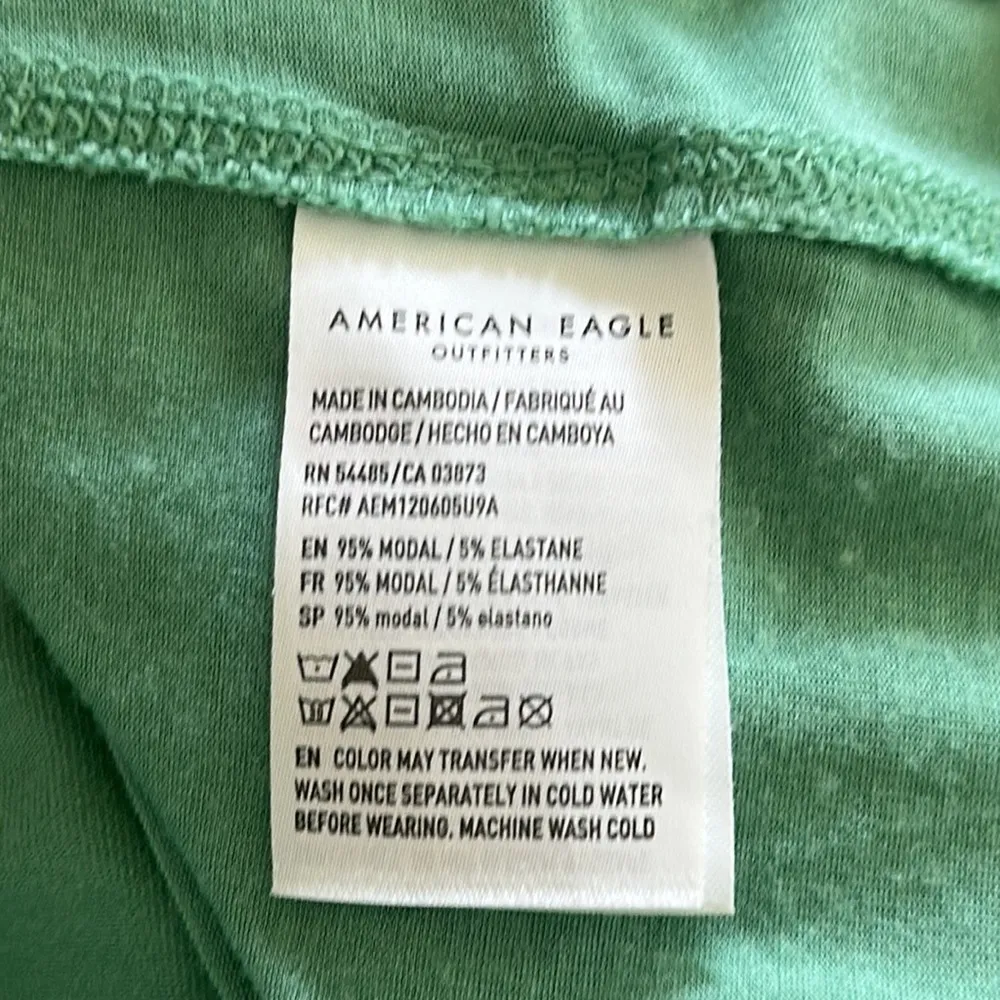 AMERICAN EAGLE
OUTFITTERS
MADE IN CAMBODIA / FABRIQUÉ AU
CAMBODGE / HECHO EN CAMBOYA
RN 54485/CA 03873
RFC# AEM120605U9A
EN 95% MODAL / 5% ELASTANE
FR 95% MODAL / 5% ÉLASTHANNE
SP 95% modal / 5% elastano
EN COLOR MAY TRANSFER WHEN NEW.
WASH ONCE SEPARATELY IN COLD WATER
BEFORE WEARING. MACHINE WASH COLD